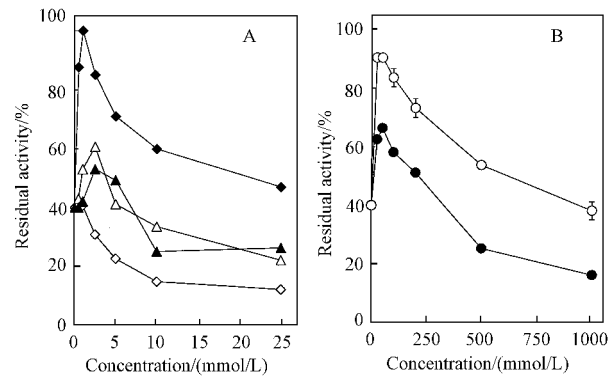 A
B
Residual activity/%
100
80
60
40
20
0
0 5 10 15 20 25
Concentration/(mmol/L)
Residual activity/%
100
80
60
40
20
0
0 250 500 750 1000
Concentration/(mmol/L)